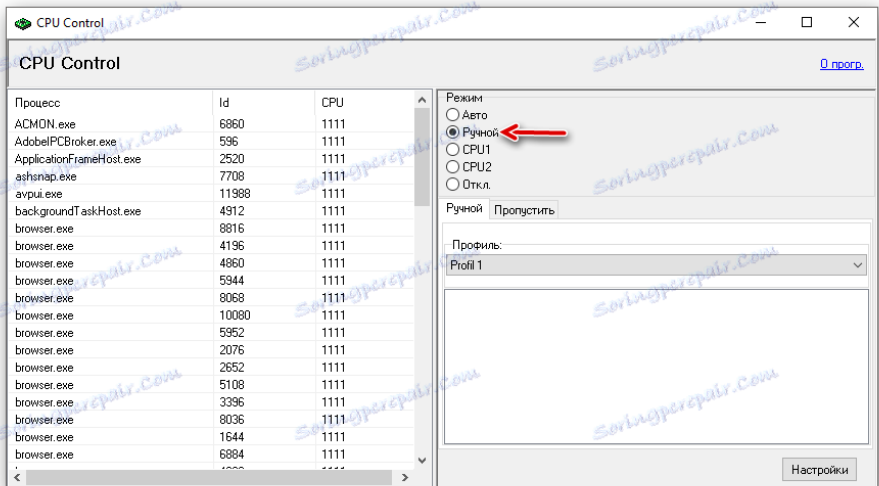 CPU Control
CPU Control
О прогр.
Процесс Id CPU
ACMON.exe 6860 1111
AdobeIPCBroker.exe 596 1111
ApplicationFrameHost.exe 2520 1111
ashsnap.exe 7708 1111
avpui.exe 11988 1111
backgroundTaskHost.exe 4912 1111
browser.exe 8816 1111
browser.exe 4196 1111
browser.exe 4860 1111
browser.exe 5944 1111
browser.exe 8068 1111
browser.exe 10080 1111
browser.exe 5952 1111
browser.exe 2076 1111
browser.exe 2652 1111
browser.exe 5108 1111
browser.exe 3396 1111
browser.exe 8036 1111
browser.exe 1644 1111
browser.exe 6884 1111
Режим
Авто
Ручной
CPU1
CPU2
Откл.
Ручной Пропустить
Профиль:
Profil 1
Настройки
Soringpcrepair.com